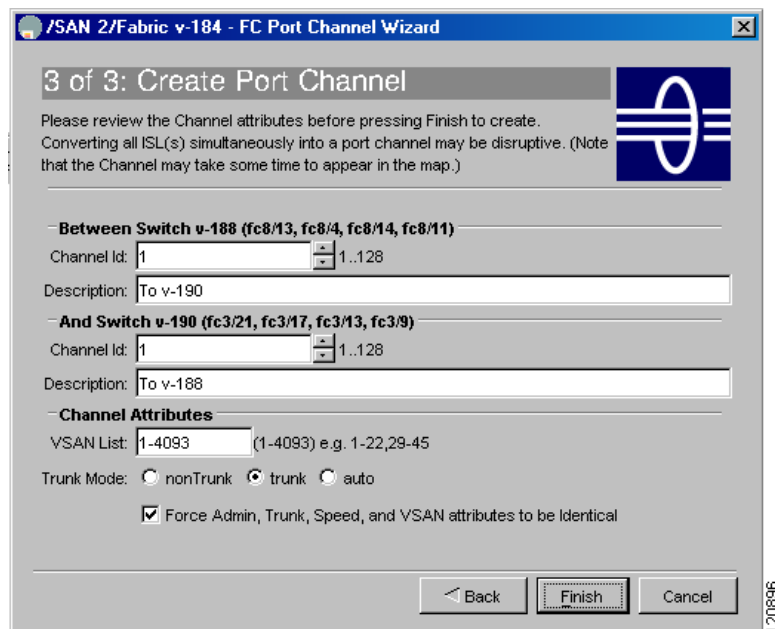 /SAN 2/Fabric v-184 - FC Port Channel Wizard
3 of 3: Create Port Channel
Please review the Channel attributes before pressing Finish to create.
Converting all ISL(s) simultaneously into a port channel may be disruptive. (Note
that the Channel may take some time to appear in the map.)
Between Switch v-188 (fc8/13, fc8/4, fc8/14, fc8/11)
Channel Id: 1 1..128
Description: To v-190
And Switch v-190 (fc3/21, fc3/17, fc3/13, fc3/9)
Channel Id: 1 1..128
Description: To v-188
Channel Attributes
VSAN List: 1-4093 (1-4093) e.g. 1-22,29-45
Trunk Mode: nonTrunk trunk auto
Force Admin, Trunk, Speed, and VSAN attributes to be Identical
Back Finish Cancel